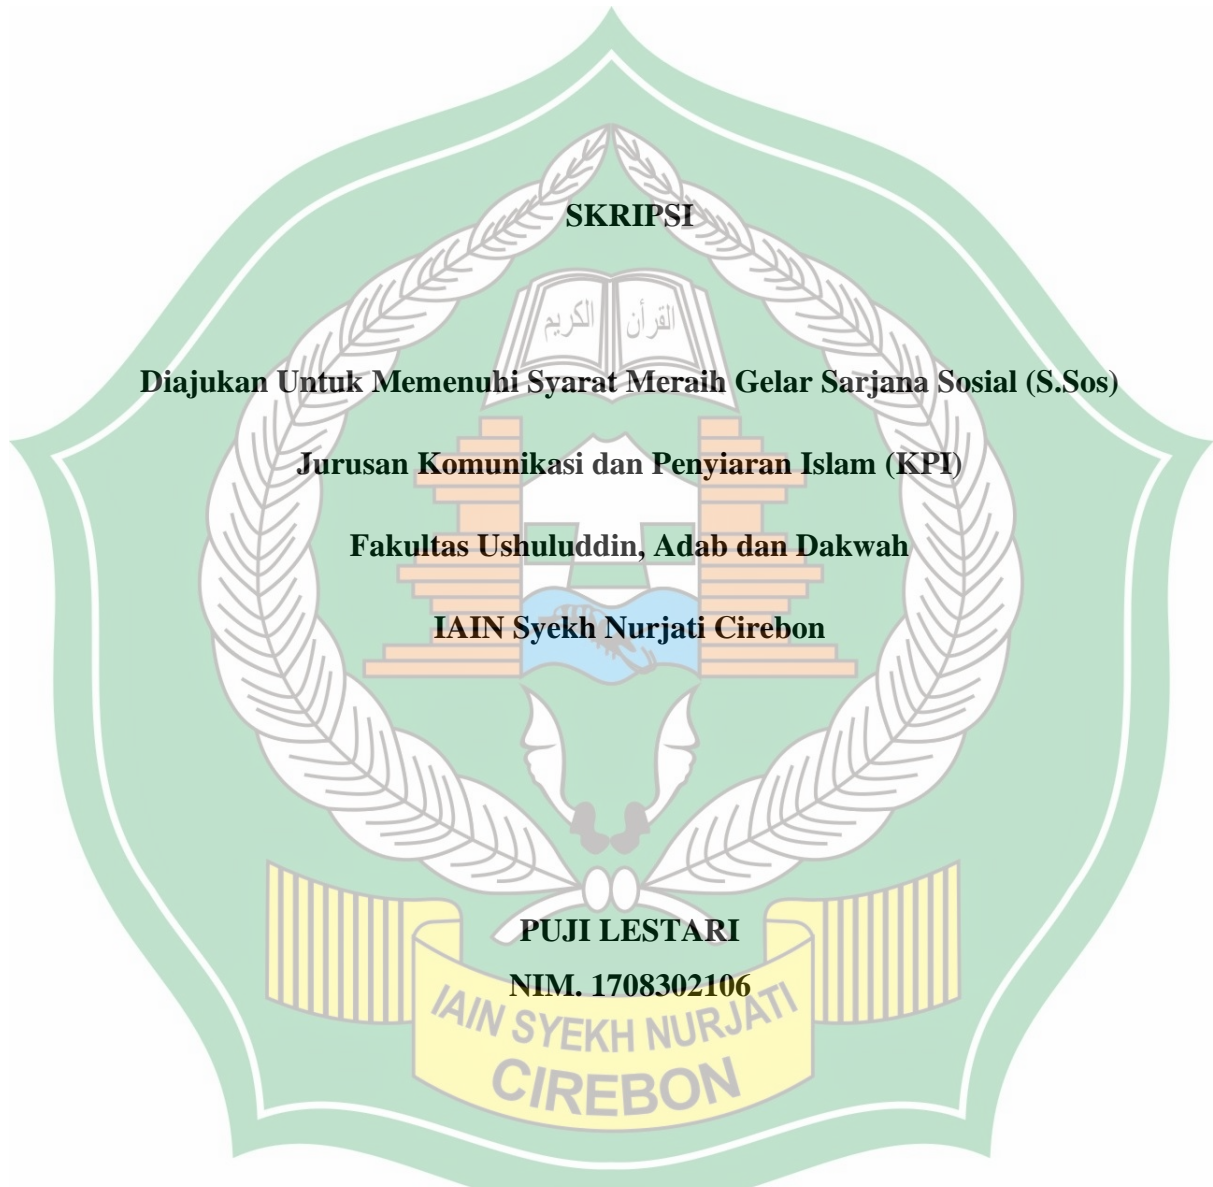 SKRIPSI
القرأن الكريم
Diajukan Untuk Memenuhi Syarat Meraih Gelar Sarjana Sosial (S.Sos)
Jurusan Komunikasi dan Penyiaran Islam (KPI)
Fakultas Ushuluddin, Adab dan Dakwah
IAIN Syekh Nurjati Cirebon
PUJI LESTARI
NIM. 1708302106
IAIN SYEKH NURJATI
CIREBON